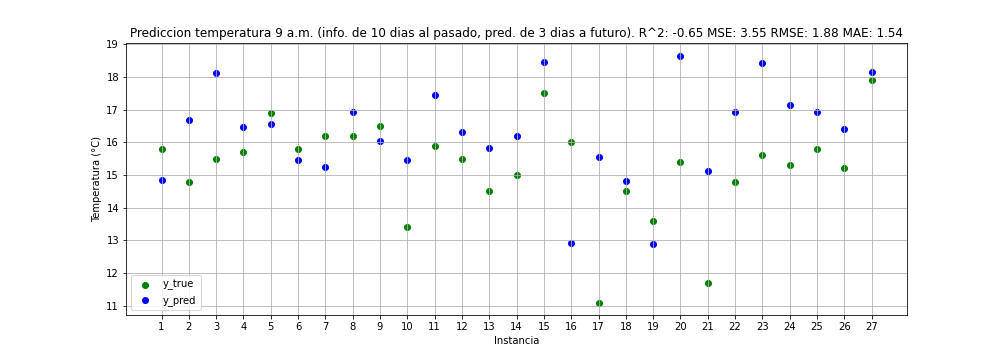 Prediccion temperatura 9 a.m. (info. de 10 dias al pasado, pred. de 3 dias a futuro). R^2: -0.65 MSE: 3.55 RMSE: 1.88 MAE: 1.54
19
18
17
16
15
14
13
12
11
Temperatura (°C)
y_true
y_pred
1 2 3 4 5 6 7 8 9 10 11 12 13 14 15 16 17 18 19 20 21 22 23 24 25 26 27
Instancia